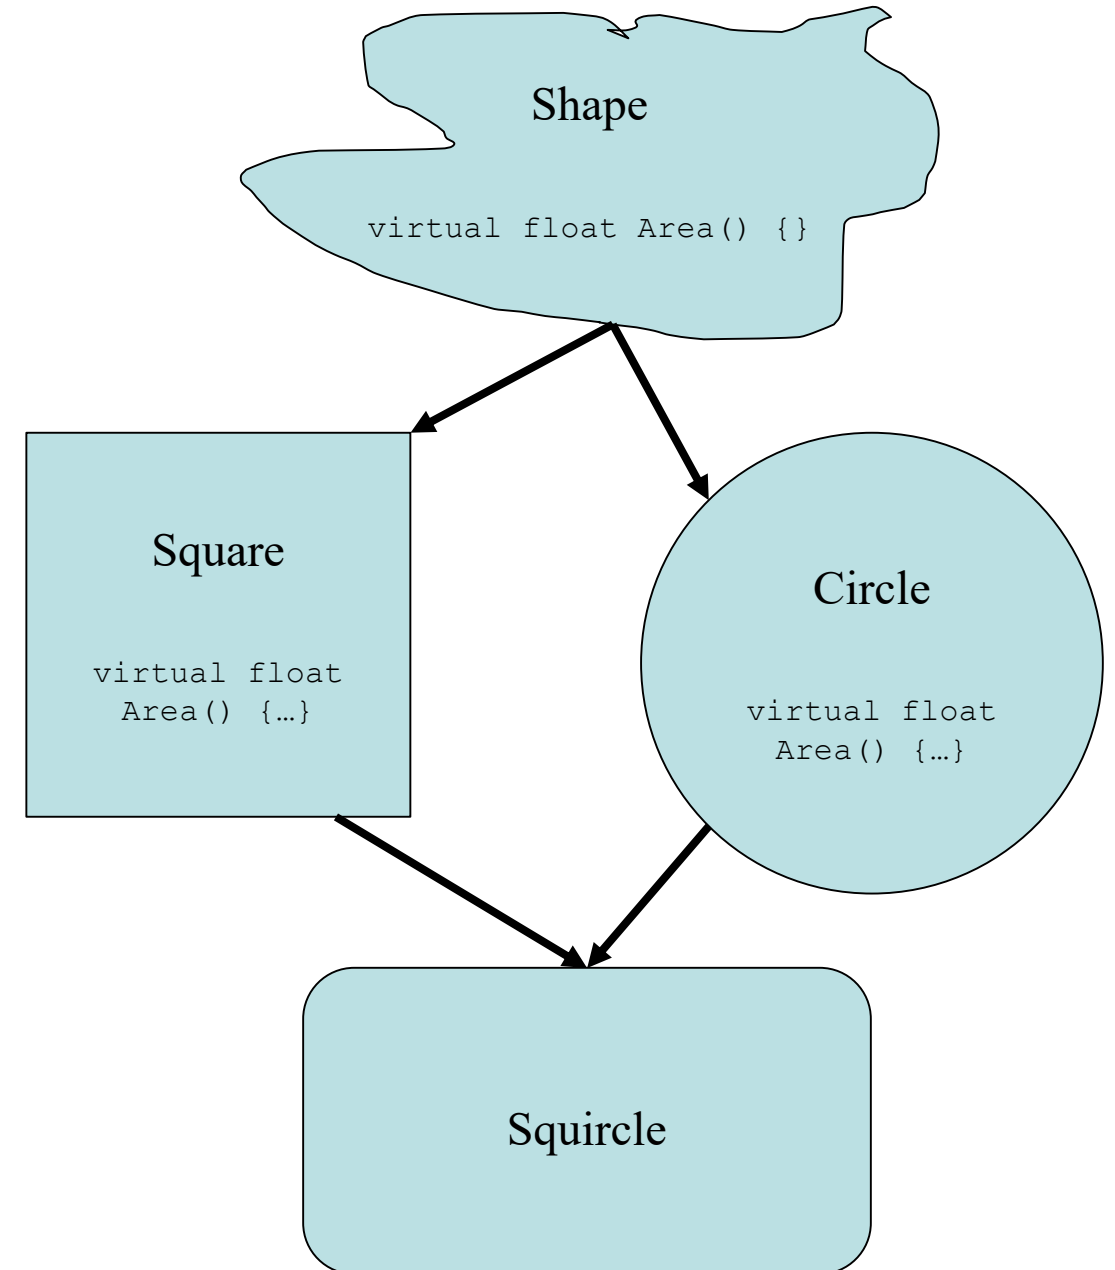 Shape
virtual float Area() {}
Square
virtual float
Area() {…}
Circle
virtual float
Area() {…}
Squircle